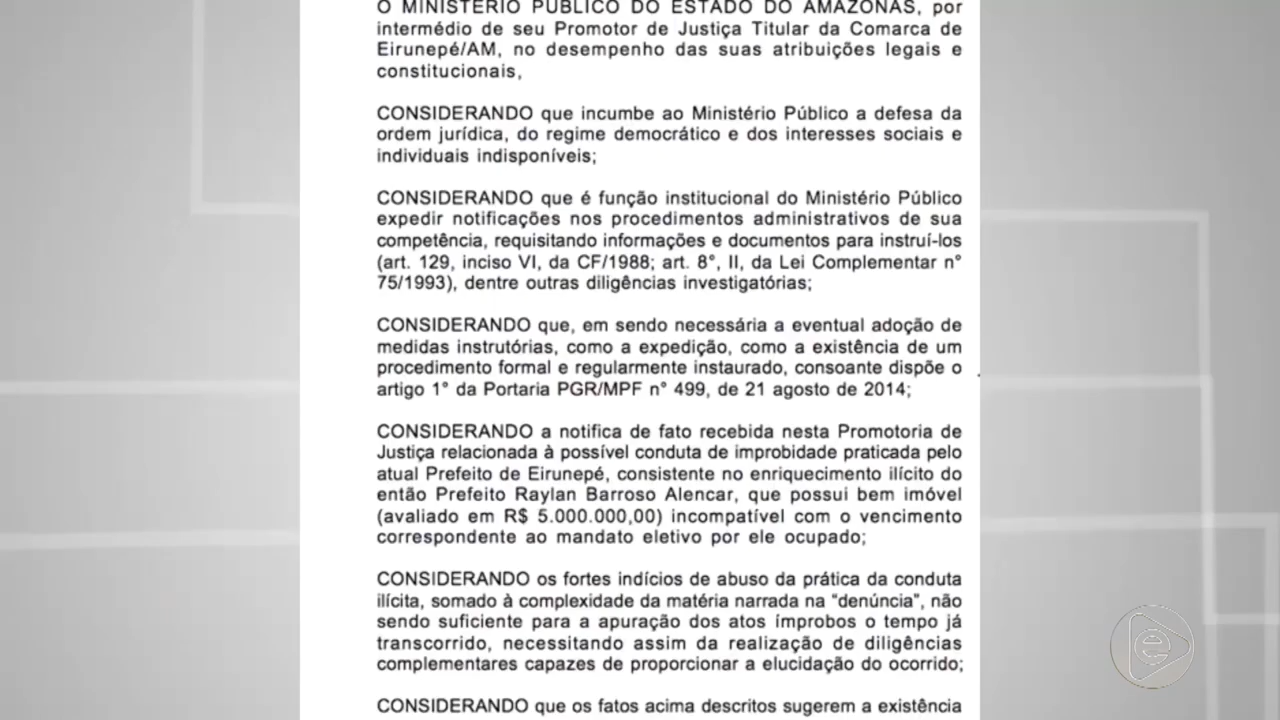 O MINISTÉRIO PÚBLICO DO ESTADO DO AMAZONAS, por
intermédio de seu Promotor de Justiça Titular da Comarca de
Eirunepé/AM, no desempenho das suas atribuições legais e
constitucionais,
CONSIDERANDO que incumbe ao Ministério Público a defesa da
ordem jurídica, do regime democrático e dos interesses sociais e
individuais indisponíveis;
CONSIDERANDO que é função institucional do Ministério Público
expedir notificações nos procedimentos administrativos de sua
competência, requisitando informações e documentos para instruí-los
(art. 129, inciso VI, da CF/1988; art. 8°, II, da Lei Complementar n°
75/1993), dentre outras diligências investigatórias;
CONSIDERANDO que, em sendo necessária a eventual adoção de
medidas instrutórias, como a expedição, como a existência de um
procedimento formal e regularmente instaurado, consoante dispõe o
artigo 1° da Portaria PGR/MPF n° 499, de 21 agosto de 2014;
CONSIDERANDO a notifica de fato recebida nesta Promotoria de
Justiça relacionada à possível conduta de improbidade praticada pelo
atual Prefeito de Eirunepé, consistente no enriquecimento ilícito do
então Prefeito Raylan Barroso Alencar, que possui bem imóvel
(avaliado em R$ 5.000.000,00) incompatível com o vencimento
correspondente ao mandato eletivo por ele ocupado;
CONSIDERANDO os fortes indícios de abuso da prática da conduta
ilícita, somado à complexidade da matéria narrada na “denúncia”, não
sendo suficiente para a apuração dos atos ímprobos o tempo já
transcorrido, necessitando assim da realização de diligências
complementares capazes de proporcionar a elucidação do ocorrido;
CONSIDERANDO que os fatos acima descritos sugerem a existência
e